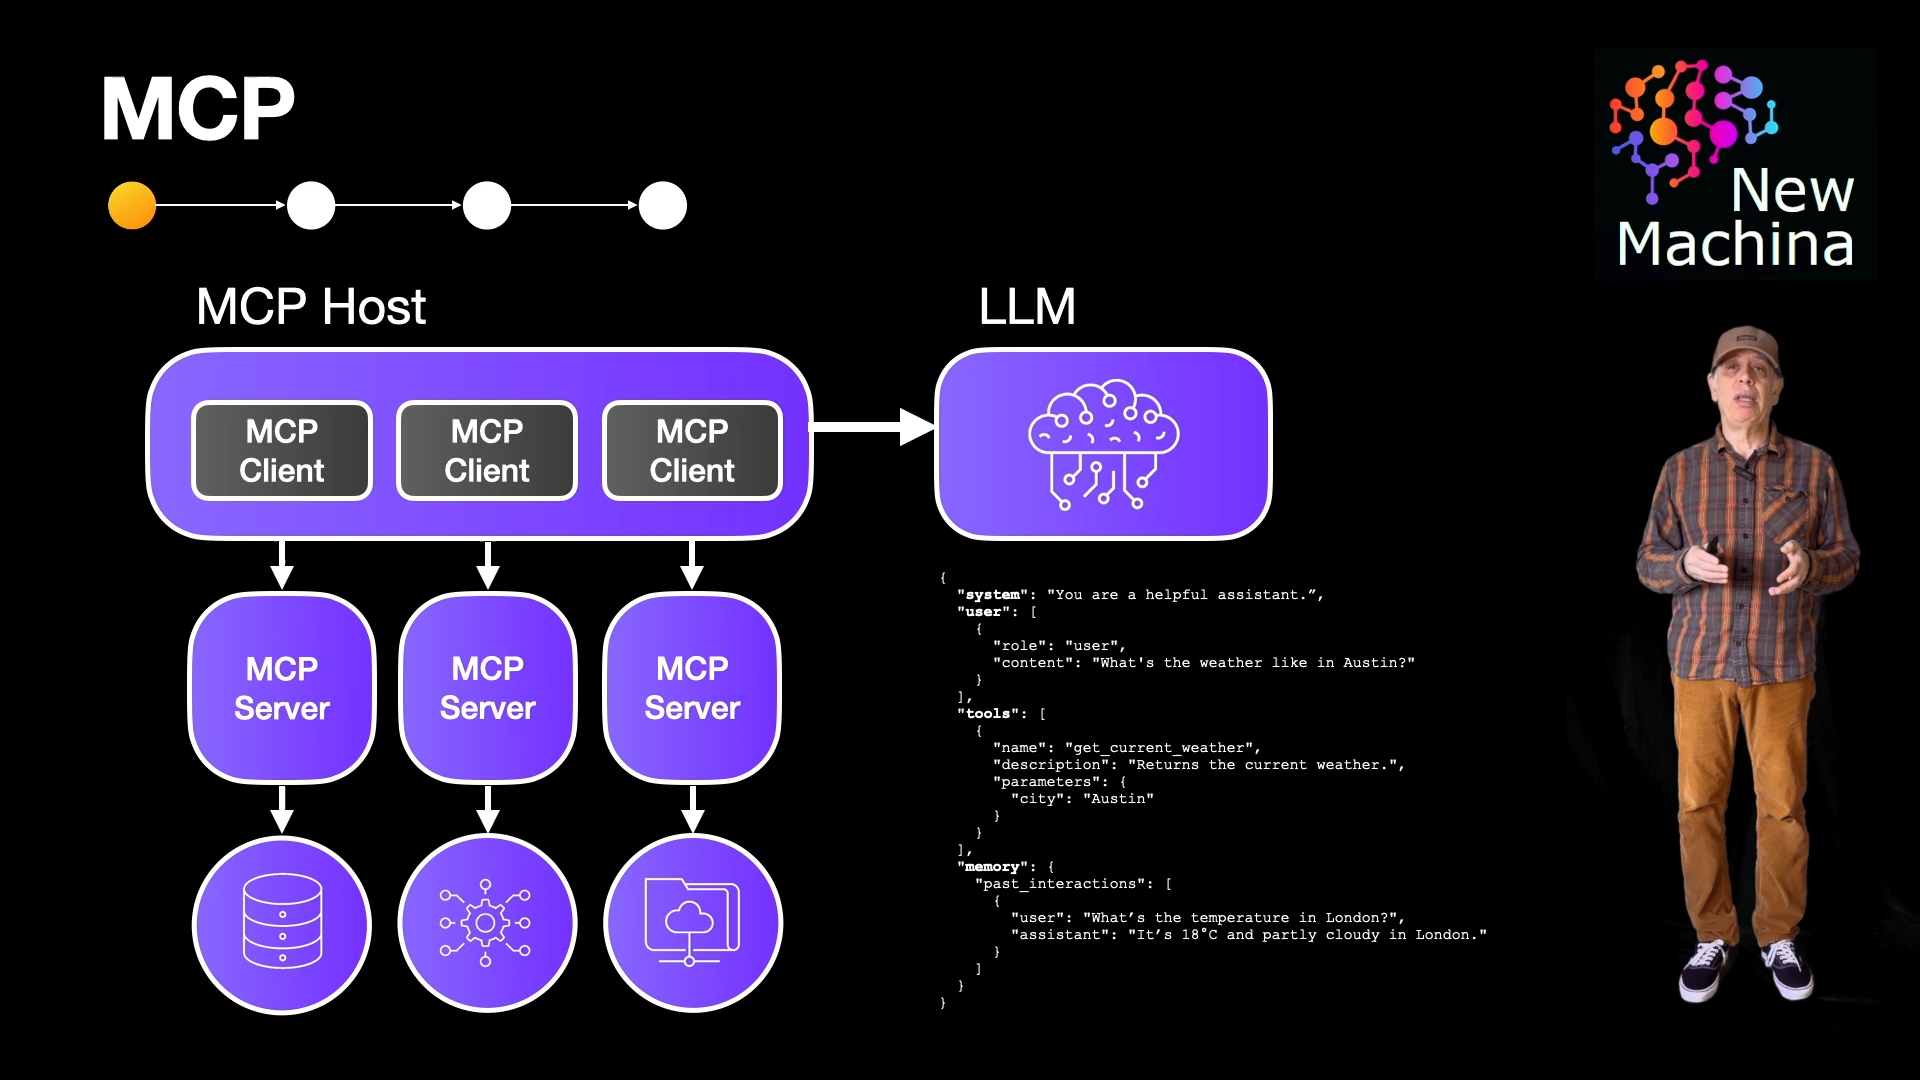 MCP
New
Machina
MCP Host
LLM
MCP
Client
MCP
Client
MCP
Client
MCP
Server
MCP
Server
MCP
Server
{
"system": "You are a helpful assistant.”,
"user": [
{
"role": "user",
"content": "What's the weather like in Austin?"
}
],
"tools": [
{
"name": "get_current_weather",
"description": "Returns the current weather.",
"parameters": {
"city": "Austin"
}
}
],
"memory": {
"past_interactions": [
{
"user": "What’s the temperature in London?",
"assistant": "It’s 18°C and partly cloudy in London."
}
]
}
}